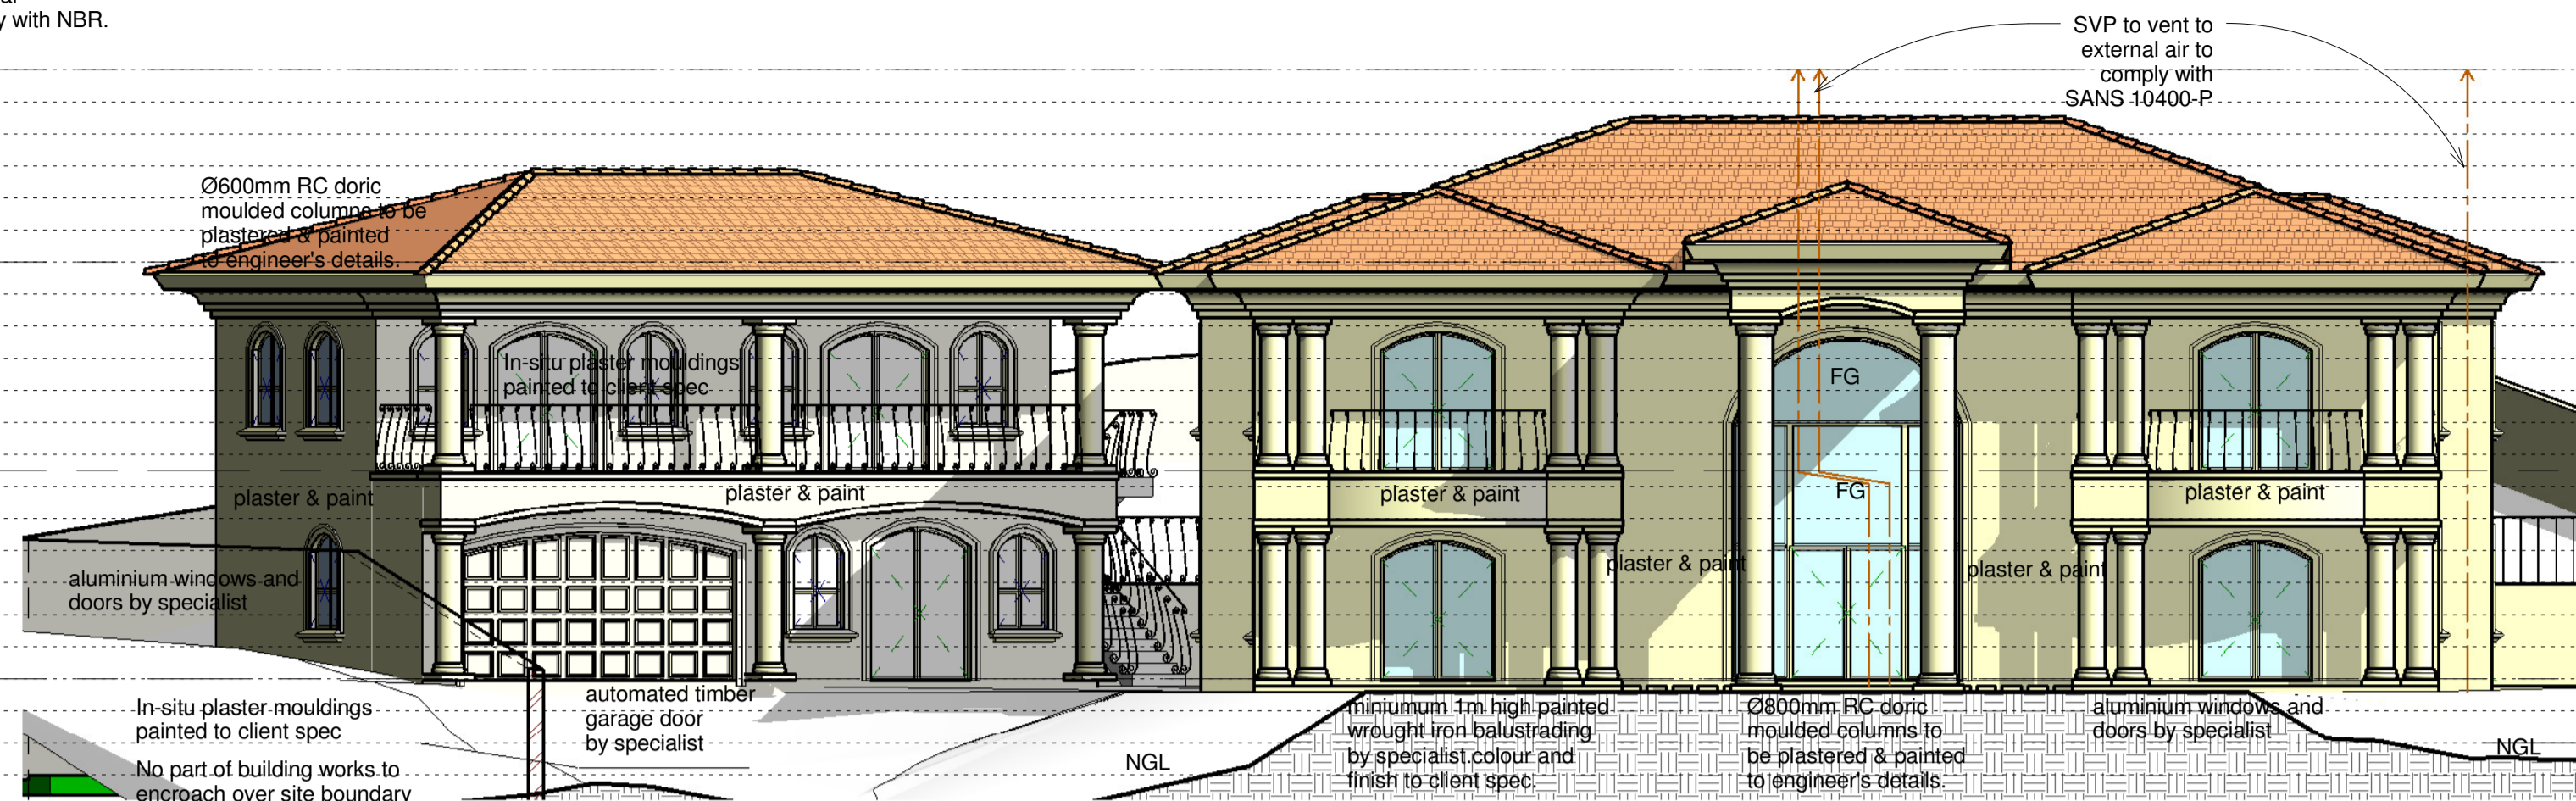 y with NBR.
SVP to vent to
external air to
comply with
SANS 10400-P
Ø600mm RC doric
moulded columns to be
plastered & painted
to engineer's details.
In-situ plaster mouldings
painted to client spec
FG
FG
plaster & paint
plaster & paint
plaster & paint
plaster & paint
plaster & paint
plaster & paint
aluminium windows and
doors by specialist
In-situ plaster mouldings
painted to client spec
No part of building works to
encroach over site boundary
automated timber
garage door
by specialist
NGL
miniumum 1m high painted
wrought iron balustrading
by specialist.colour and
finish to client spec.
Ø800mm RC doric
moulded columns to
be plastered & painted
to engineer's details.
aluminium windows and
doors by specialist
NGL